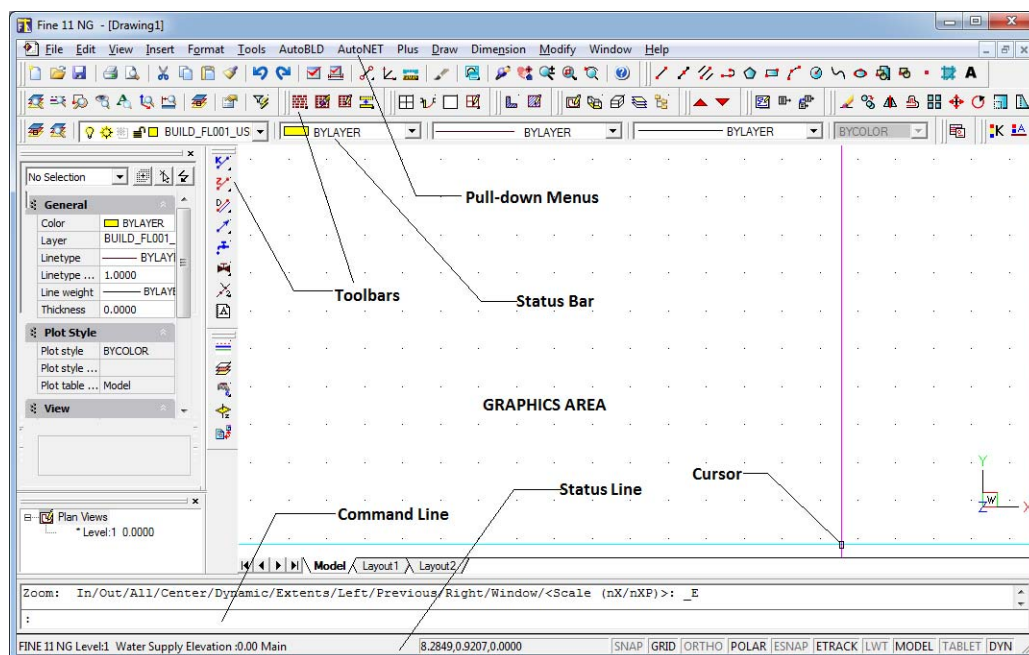 Fine 11 NG - [Drawing1]
File Edit View Insert Format Tools AutoBLD AutoNET Plus Draw Dimension Modify Window Help
BUILD_FL001_US BYLAYER BYLAYER BYLAYER BYCOLOR
No Selection
General
Color BYLAYER
Layer BUILD_FL001_
Linetype BYLAYI
Linetype ... 1.0000
Line weight BYLAYE
Thickness 0.0000
Plot Style
Plot style BYCOLOR
Plot style ...
Plot table ... Model
View
Pull-down Menus
Toolbars
Status Bar
GRAPHICS AREA
Cursor
Status Line
Command Line
Y
W
Z X
Plan Views
* Level:1 0.0000
Model Layout1 Layout2
Zoom: In/Out/All/Center/Dynamic/Extents/Left/Previous/Right/Window/<Scale (nX/nXP)>: _E
:
FINE 11 NG Level:1 Water Supply Elevation :0.00 Main 8.2849,0.9207,0.0000 SNAP GRID ORTHO POLAR ESNAP ETRACK LWT MODEL TABLET DYN